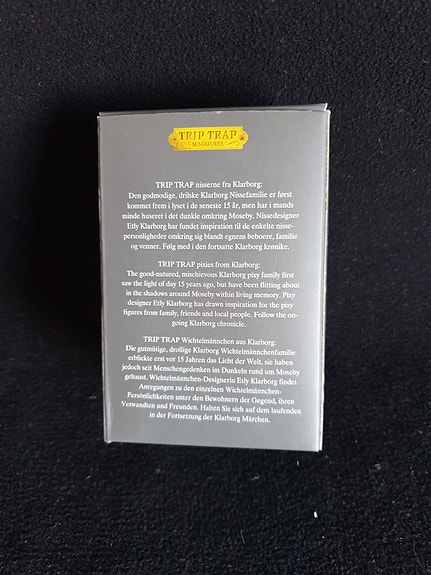 TRIP TRAP
MINIATURES
TRIP TRAP nisserne fra Klarborg:
Den godmodige, drilske Klarborg Nissefamilie er først
kommet frem i lyset i de seneste 15 år, men har i mands
minde huseret i det dunkle omkring Moseby. Nissedesigner
Etly Klarborg har fundet inspiration til de enkelte nisse-
personligheder omkring sig blandt egnens beboere, familie
og venner. Følg med i den fortsatte Klarborg krønike.
TRIP TRAP pixies from Klarborg:
The good-natured, mischievous Klarborg pixy family first
saw the light of day 15 years ago, but have been flitting about
in the shadows around Moseby within living memory. Pixy
designer Etly Klarborg has drawn inspiration for the pixy
figures from family, friends and local people. Follow the on-
going Klarborg chronicle.
TRIP TRAP Wichtelmännchen aus Klarborg:
Die gutmütige, drollige Klarborg Wichtelmännchenfamilie
erblickte erst vor 15 Jahren das Licht der Welt, sie haben
jedoch seit Menschengedenken im Dunkeln rund um Moseby
gehaust. Wichtelmännchen-Designerin Etly Klarborg findet
Anregungen zu den einzelnen Wichtelmännchen-
Persönlichkeiten unter den Bewohnern der Gegend, ihren
Verwandten und Freunden. Halten Sie sich auf dem laufenden
in der Fortsetzung der Klarborg Märchen.